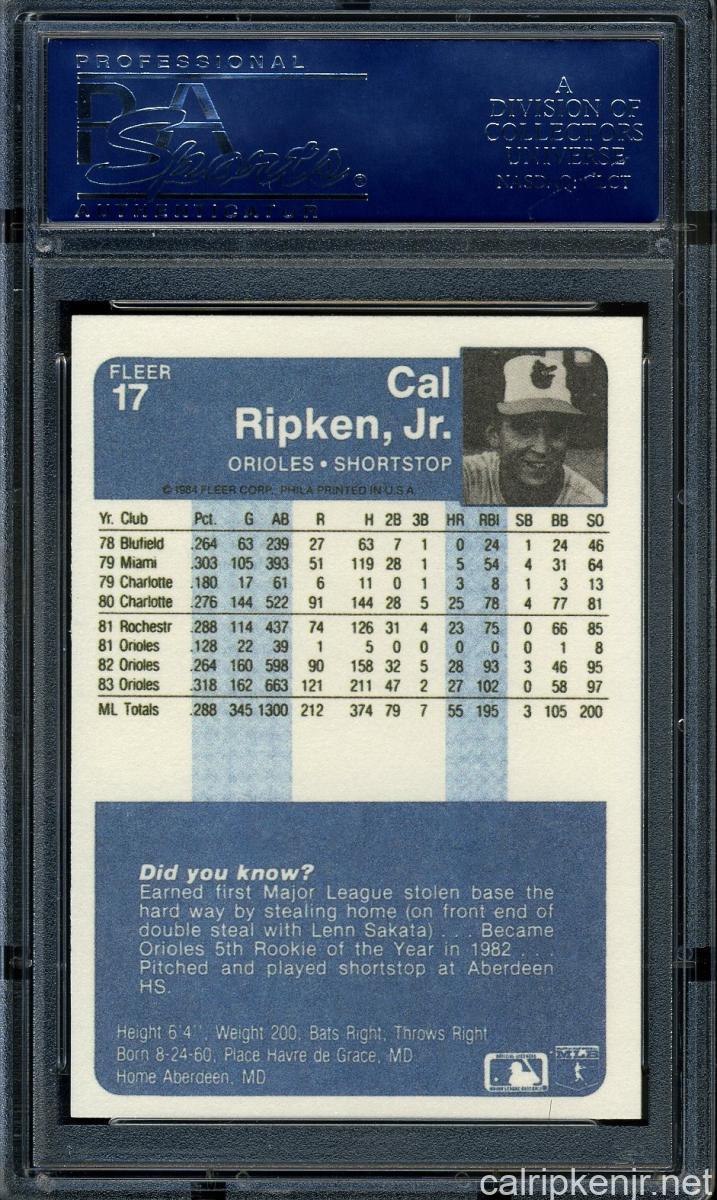 PROFESSIONAL
PSA
Sports
AUTHENTICATOR
A
DIVISION OF
COLLECTORS
UNIVERSE
NASDAQ: CLCT
FLEER
17
Cal
Ripken, Jr.
ORIOLES • SHORTSTOP
© 1984 FLEER CORP. PHILA PRINTED IN U.S.A.
Yr. Club Pct. G AB R H 2B 3B HR RBI SB BB SO
78 Blufield .264 63 239 27 63 7 1 0 24 1 24 46
79 Miami .303 105 393 51 119 28 1 5 54 4 31 64
79 Charlotte .180 17 61 6 11 0 1 3 8 1 3 13
80 Charlotte .276 144 522 91 144 28 5 25 78 4 77 81
81 Rochestr .288 114 437 74 126 31 4 23 75 0 66 85
81 Orioles .128 22 39 1 5 0 0 0 0 0 1 8
82 Orioles .264 160 598 90 158 32 5 28 93 3 46 95
83 Orioles .318 162 663 121 211 47 2 27 102 0 58 97
ML Totals .288 345 1300 212 374 79 7 55 195 3 105 200
Did you know?
Earned first Major League stolen base the
hard way by stealing home (on front end of
double steal with Lenn Sakata) . . . Became
Orioles 5th Rookie of the Year in 1982 . . .
Pitched and played shortstop at Aberdeen
HS.
Height 6'4", Weight 200, Bats Right, Throws Right
Born 8-24-60, Place Havre de Grace, MD
Home Aberdeen, MD
MLB
calripkenjr.net